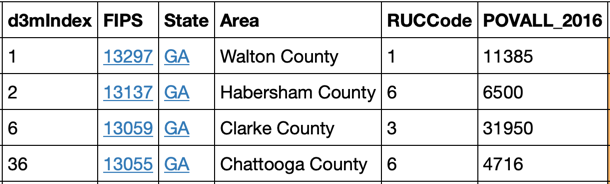 d3mIndex FIPS State Area RUCCode POVALL_2016
1 13297 GA Walton County 1 11385
2 13137 GA Habersham County 6 6500
6 13059 GA Clarke County 3 31950
36 13055 GA Chattooga County 6 4716